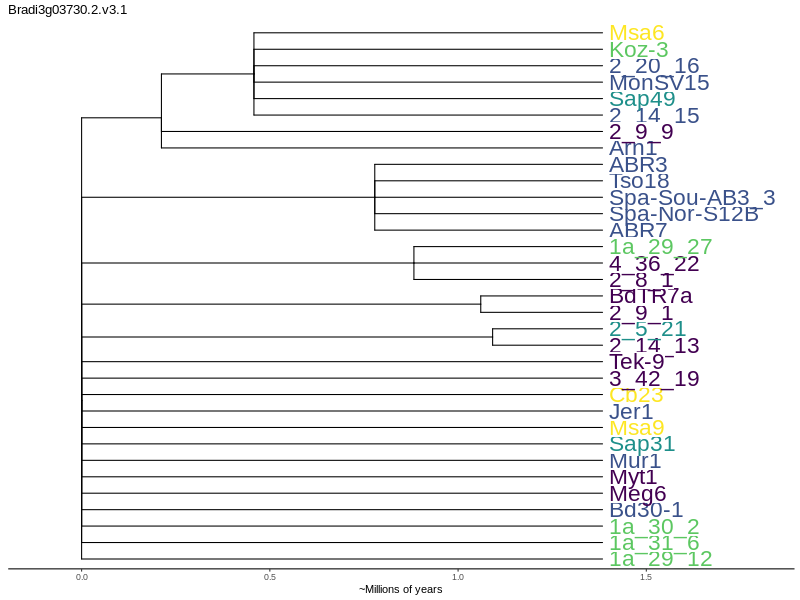 Bradi3g03730.2.v3.1
Msa6
Koz-3
2_20_16
MonSV15
Sap49
2_14_15
2_9_9
Arn1
ABR3
Tso18
Spa-Sou-AB3_3
Spa-Nor-S12B
ABR7
1a_29_27
4_36_22
2_8_1
BdTR7a
2_9_1
2_5_21
2_14_13
Tek-9
3_42_19
Cb23
Jer1
Msa9
Sap31
Mur1
Myt1
Meg6
Bd30-1
1a_30_2
1a_31_6
1a_29_12
0.0 0.5 1.0 1.5
~Millions of years